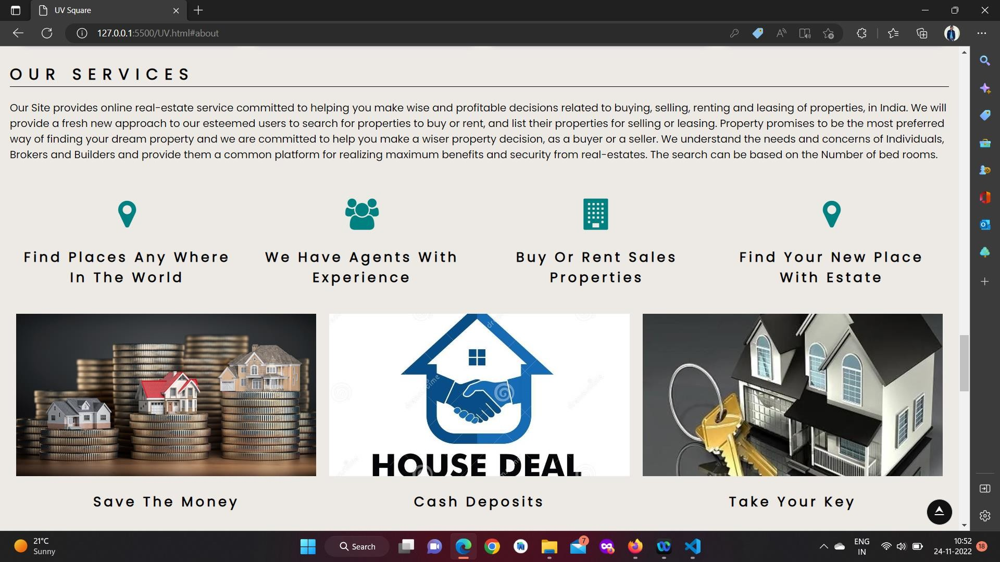 UV Square
127.0.0.1:5500/UV.html#about
OUR SERVICES
Our Site provides online real-estate service committed to helping you make wise and profitable decisions related to buying, selling, renting and leasing of properties, in India. We will
provide a fresh new approach to our esteemed users to search for properties to buy or rent, and list their properties for selling or leasing. Property promises to be the most preferred
way of finding your dream property and we are committed to help you make a wiser property decision, as a buyer or a seller. We understand the needs and concerns of Individuals,
Brokers and Builders and provide them a common platform for realizing maximum benefits and security from real-estates. The search can be based on the Number of bed rooms.
Find Places Any Where
In The World
We Have Agents With
Experience
Buy Or Rent Sales
Properties
Find Your New Place
With Estate
HOUSE DEAL
Save The Money
Cash Deposits
Take Your Key
21°C
Sunny
Search
7
ENG
IN
10:52
24-11-2022
18